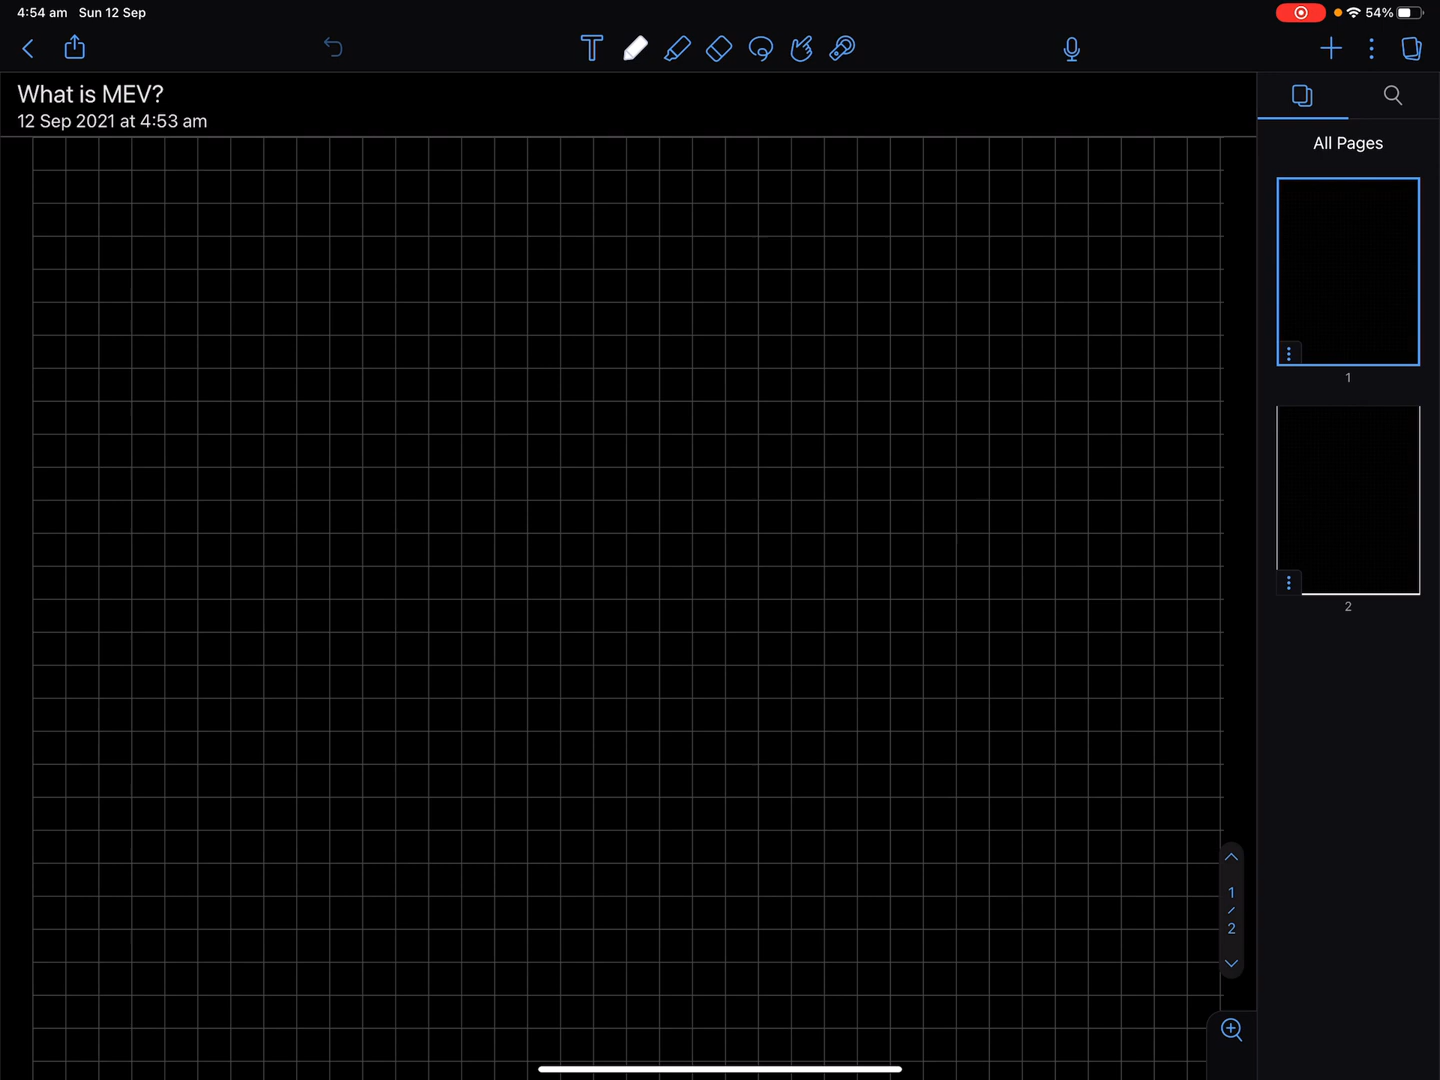 4:54 am Sun 12 Sep
54%
T
What is MEV?
12 Sep 2021 at 4:53 am
All Pages
1
2
1
/
2